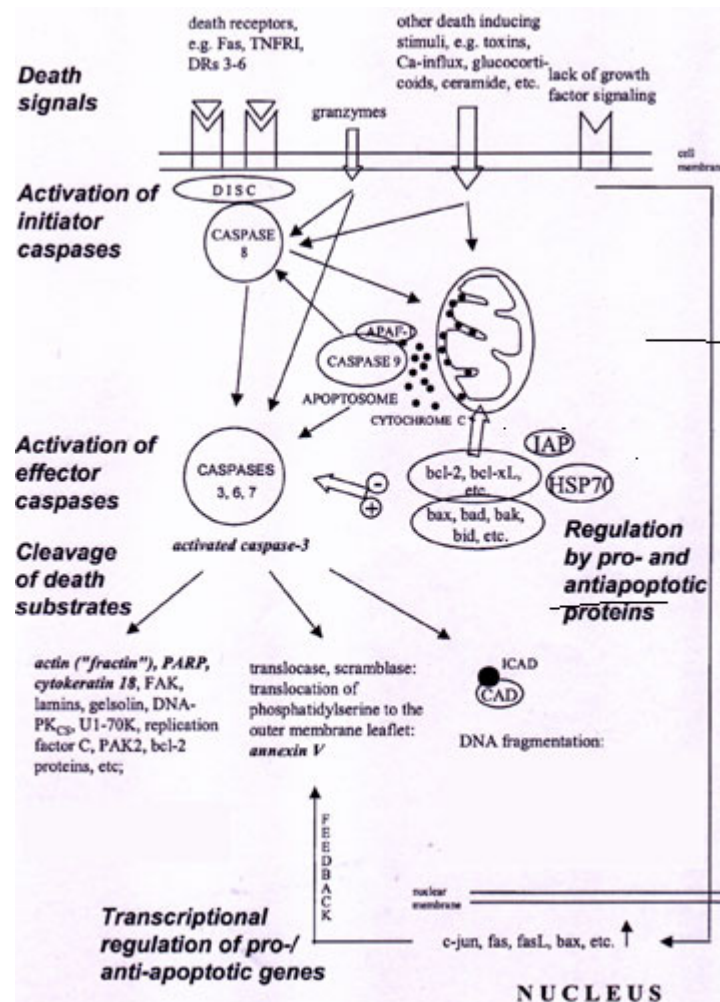 death receptors,
e.g. Fas, TNFRI,
DRs 3-6
other death inducing
stimuli, e.g. toxins,
Ca-influx, glucocorti-
coids, ceramide, etc.
lack of growth
factor signaling
Death
signals
granzymes
cell
membrane
Activation of
initiator
caspases
DISC
CASPASE
8
APAF-1
CASPASE 9
APOPTOSOME
CYTOCHROME C
Activation of
effector
caspases
CASPASES
3, 6, 7
activated caspase-3
-
+
bcl-2, bcl-xL,
etc.
bax, bad, bak,
bid, etc.
IAP
HSP70
Regulation
by pro- and
antiapoptotic
proteins
Cleavage
of death
substrates
actin ("fractin"), PARP,
cytokeratin 18, FAK,
lamins, gelsolin, DNA-
PKCS, U1-70K, replication
factor C, PAK2, bcl-2
proteins, etc;
translocase, scramblase:
translocation of
phosphatidylserine to the
outer membrane leaflet:
annexin V
ICAD
CAD
DNA fragmentation:
FEEDBACK
nuclear
membrane
Transcriptional
regulation of pro-/
anti-apoptotic genes
c-jun, fas, fasL, bax, etc.
NUCLEUS